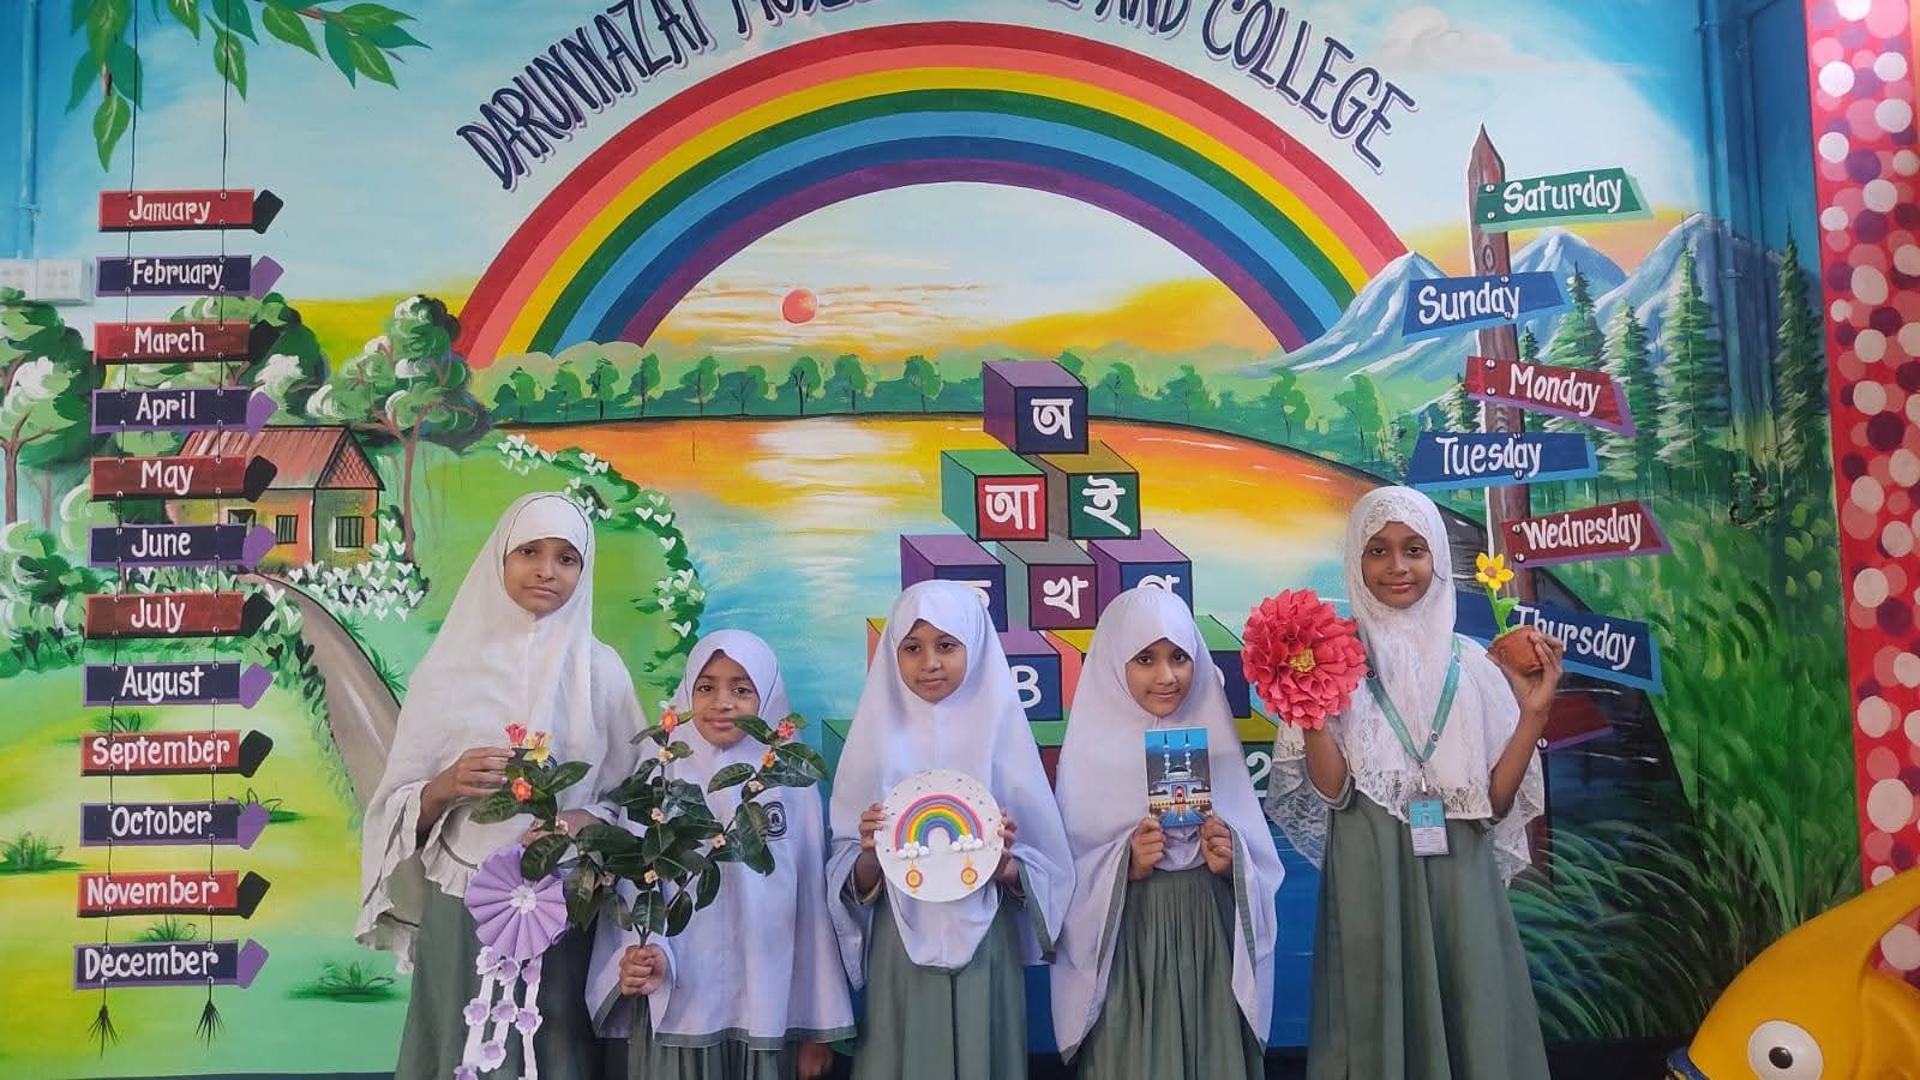 DARUNNAZAT
AND COLLEGE
January
February
March
April
May
June
July
August
September
October
November
December
Saturday
Sunday
Monday
Tuesday
Wednesday
Thursday
অ
আ ই
খ